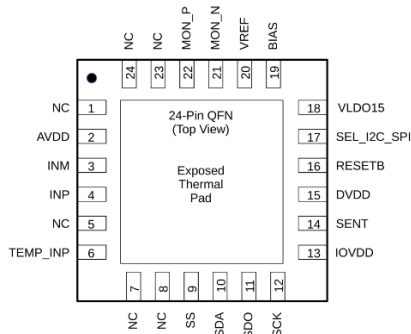 NC
NC
MON_P
MON_N
VREF
BIAS
24
23
22
21
20
19
NC 1
AVDD 2
INM 3
INP 4
NC 5
TEMP_INP 6
24-Pin QFN
(Top View)
Exposed
Thermal
Pad
18 VLDO15
17 SEL_I2C_SPI
16 RESETB
15 DVDD
14 SENT
13 IOVDD
7
8
9
10
11
12
NC
NC
SS
SDA
SDO
SCK